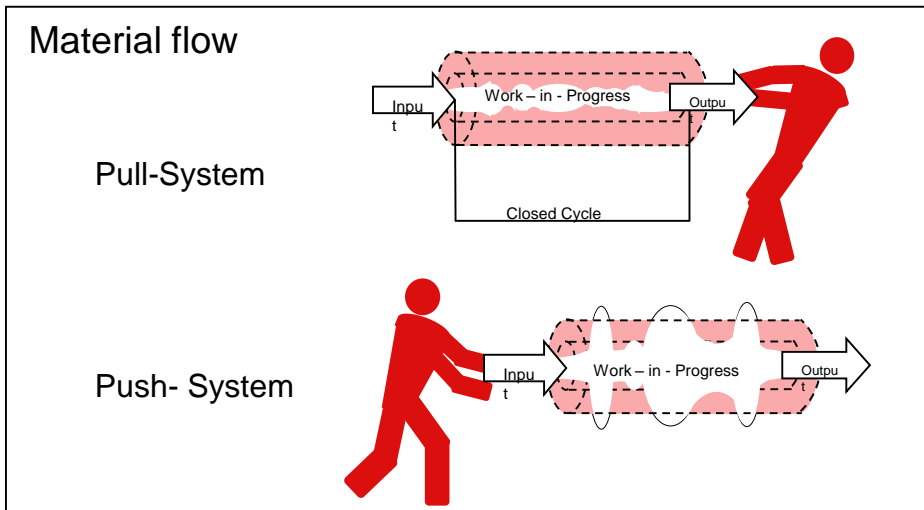 Material flow
Inpu
t
Work – in - Progress
Outpu
t
Pull-System
Closed Cycle
Push- System
Inpu
t
Work – in - Progress
Outpu
t